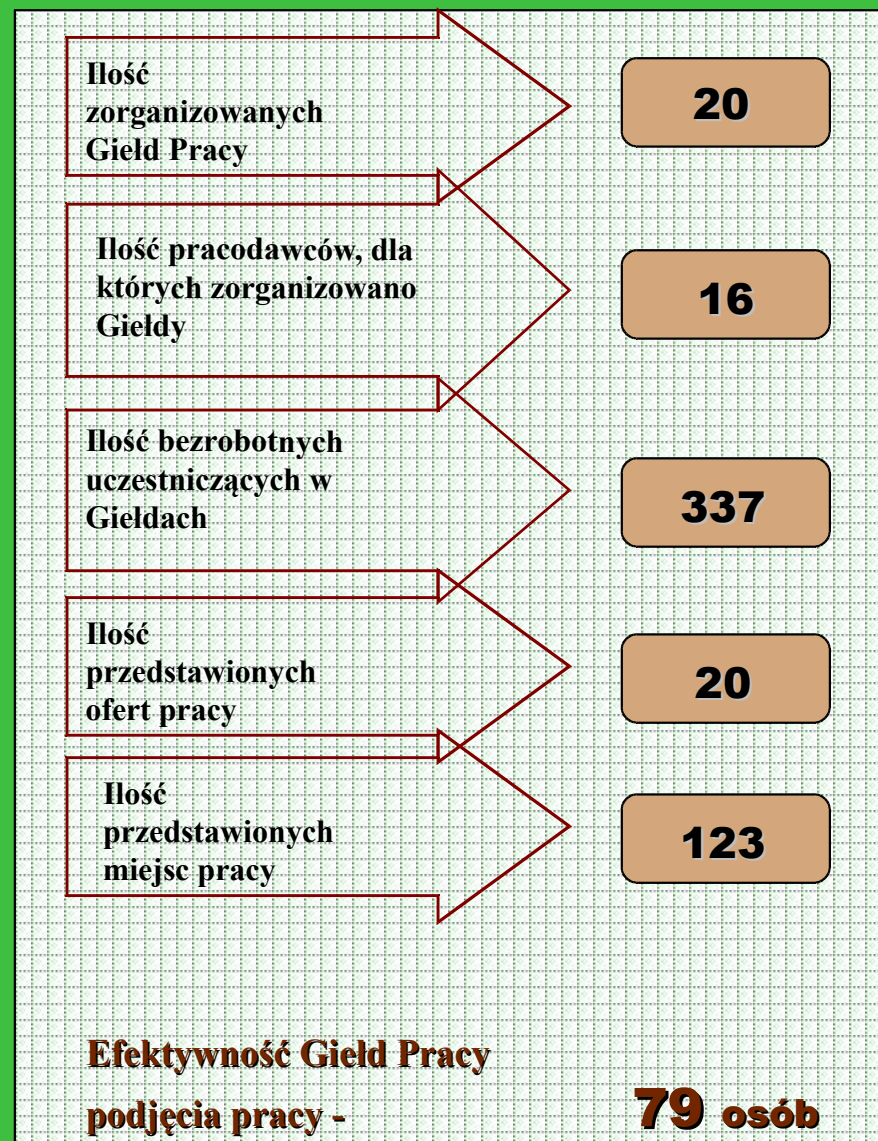 Ilość
zorganizowanych
Giełd Pracy
20
Ilość pracodawców, dla
których zorganizowano
Giełdy
16
Ilość bezrobotnych
uczestniczących w
Giełdach
337
Ilość
przedstawionych
ofert pracy
20
Ilość
przedstawionych
miejsc pracy
123
Efektywność Giełd Pracy
podjęcia pracy - 79 osób